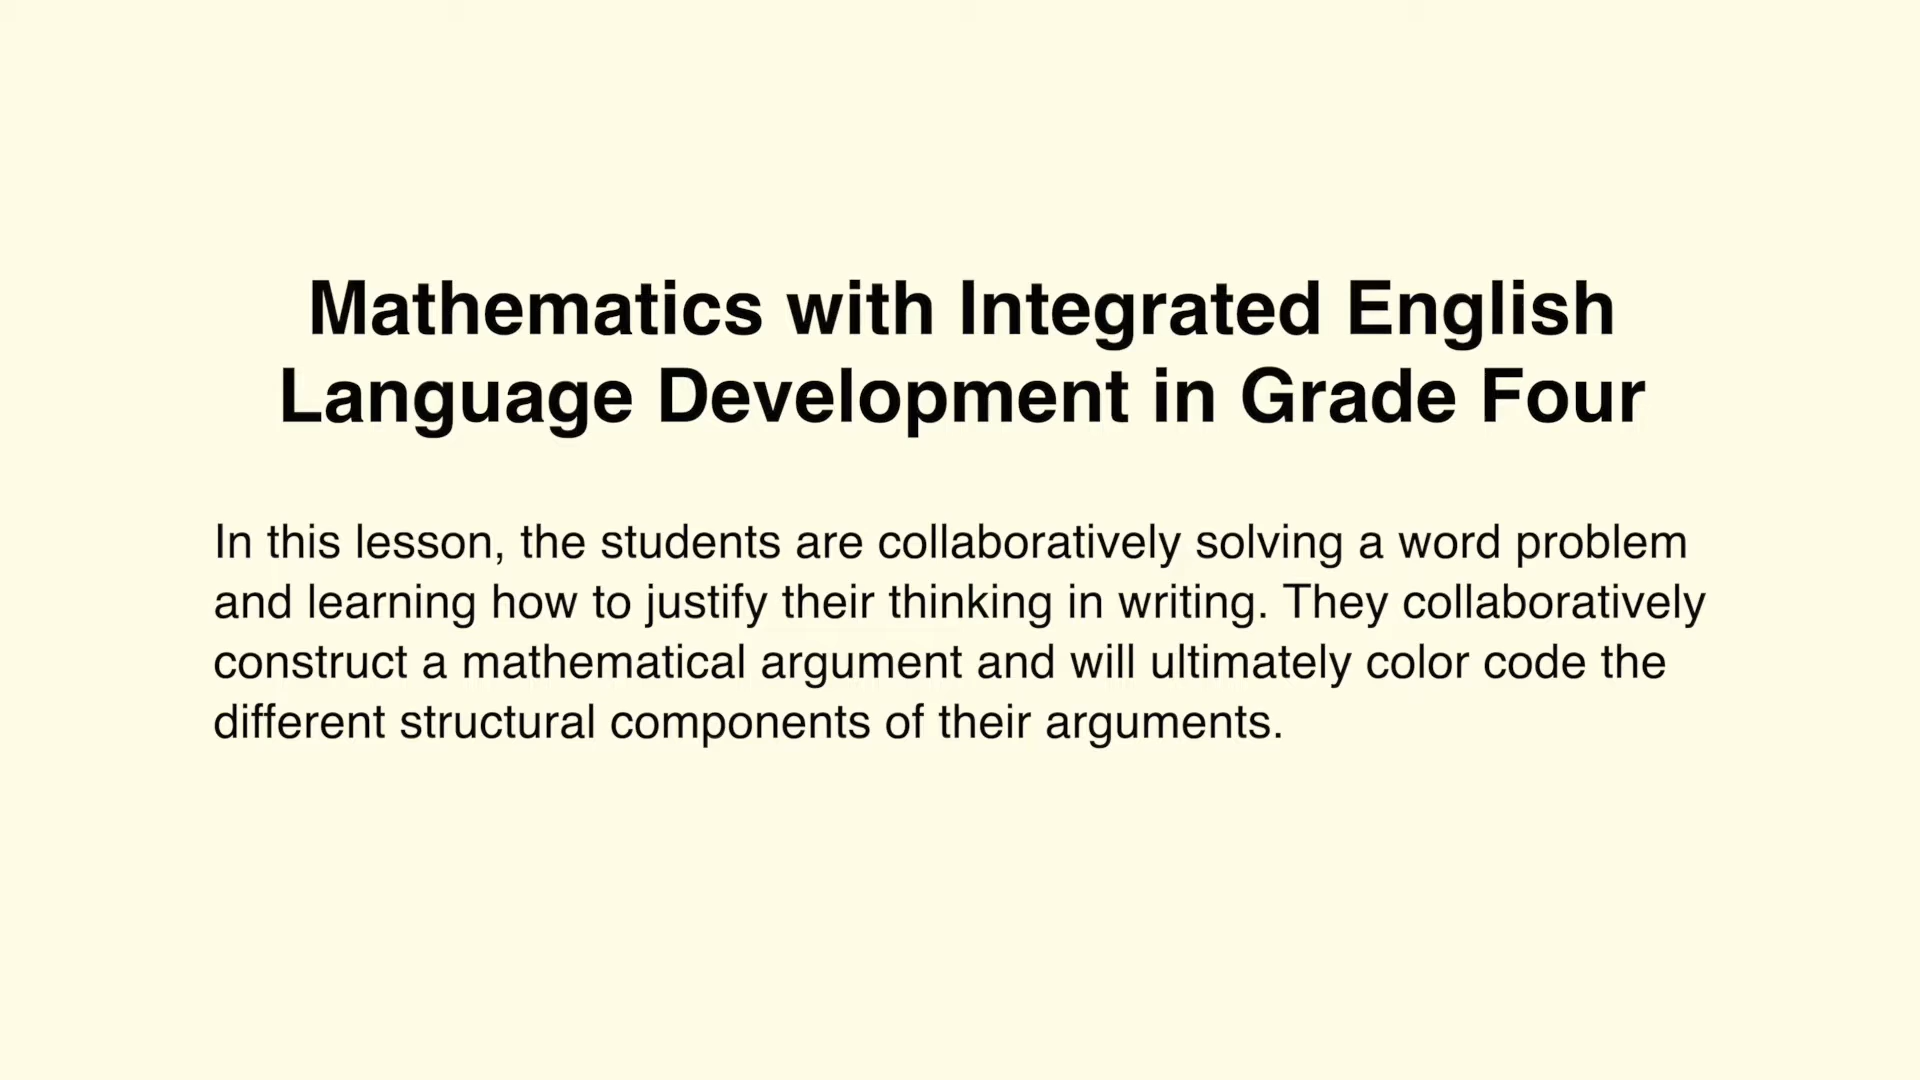 Mathematics with Integrated English
Language Development in Grade Four
In this lesson, the students are collaboratively solving a word problem
and learning how to justify their thinking in writing. They collaboratively
construct a mathematical argument and will ultimately color code the
different structural components of their arguments.